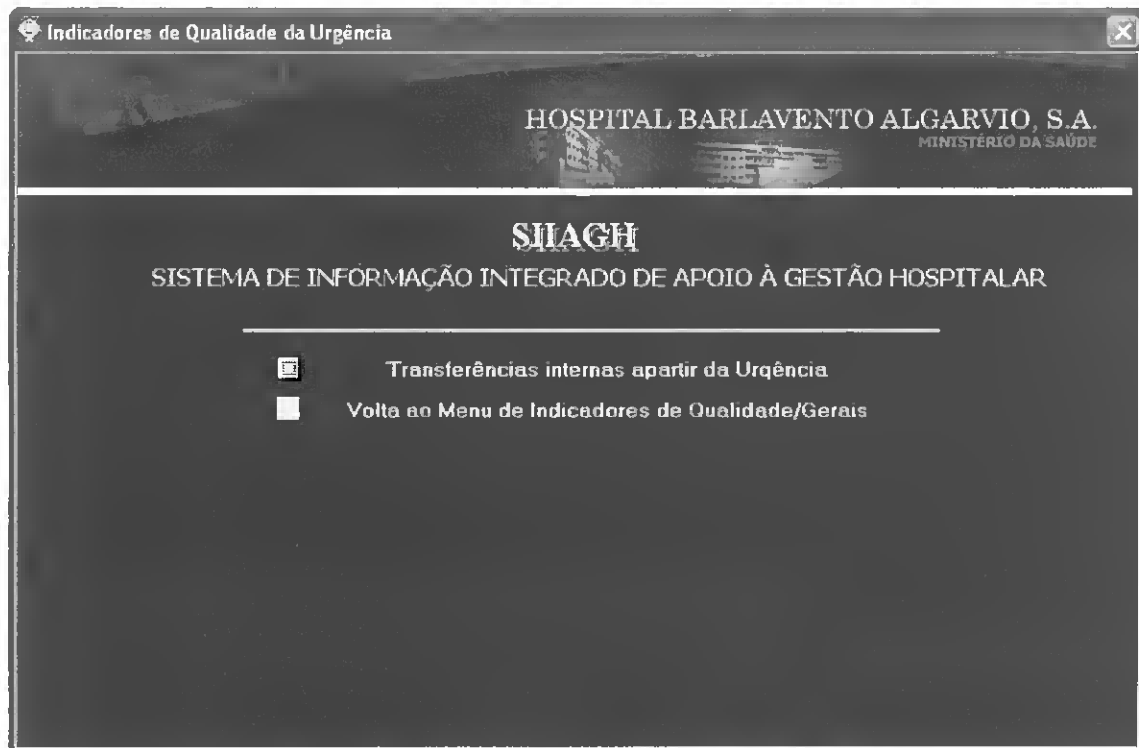 Indicadores de Qualidade da Urgência
HOSPITAL BARLAVENTO ALGARVIO, S.A.
MINISTÉRIO DA SAÚDE
SIIAGH
SISTEMA DE INFORMAÇÃO INTEGRADO DE APOIO À GESTÃO HOSPITALAR
Transferências internas apartir da Urgência
Volta ao Menu de Indicadores de Qualidade/Gerais